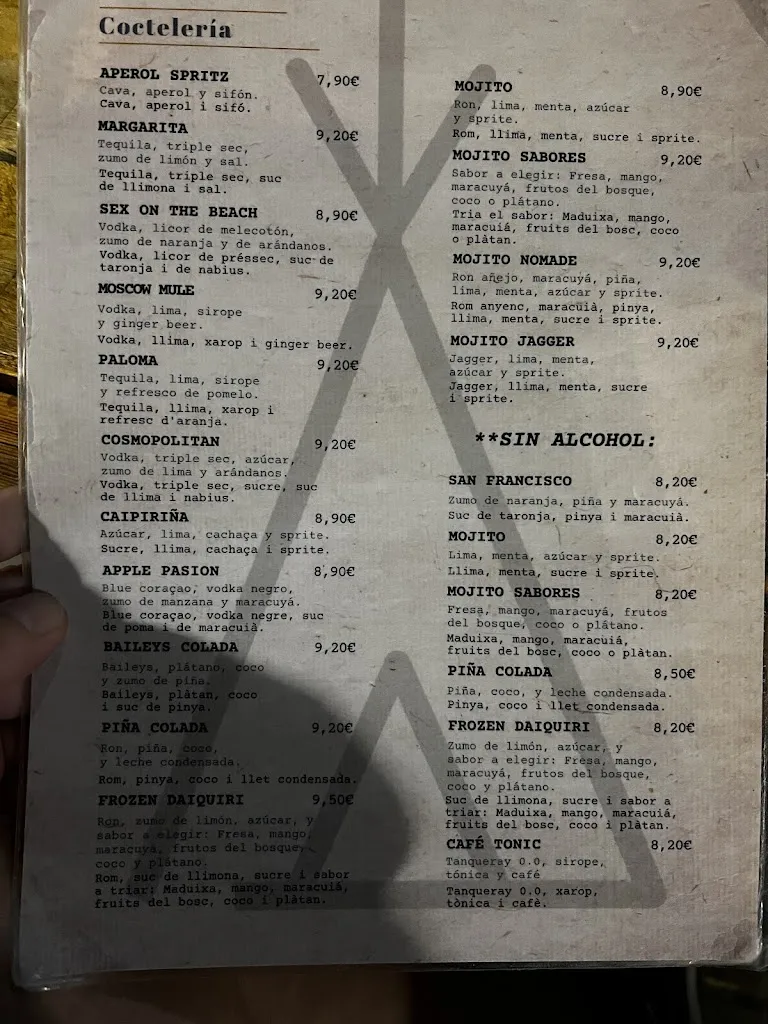 Coctelería
APEROL SPRITZ 7,90€
Cava, aperol y sifón.
Cava, aperol i sifó.
MARGARITA 9,20€
Tequila, triple sec,
zumo de limón y sal.
Tequila, triple sec, suc
de llimona i sal.
SEX ON THE BEACH 8,90€
Vodka, licor de melecotón,
zumo de naranja y de arándanos.
Vodka, licor de préssec, suc de
taronja i de nabius.
MOSCOW MULE 9,20€
Vodka, lima, sirope
y ginger beer.
Vodka, llima, xarop i ginger beer.
PALOMA 9,20€
Tequila, lima, sirope
y refresco de pomelo.
Tequila, llima, xarop i
refresc d'aranja.
COSMOPOLITAN 9,20€
Vodka, triple sec, azúcar,
zumo de lima y arándanos.
Vodka, triple sec, sucre, suc
de llima i nabius.
CAIPIRIÑA 8,90€
Azúcar, lima, cachaça y sprite.
Sucre, llima, cachaça i sprite.
APPLE PASION 8,90€
Blue coraçao, vodka negro,
zumo de manzana y maracuyá.
Blue coraçao, vodka negre, suc
de poma i de maracuià.
BAILEYS COLADA 9,20€
Baileys, plátano, coco
y zumo de piña.
Baileys, plàtan, coco
i suc de pinya.
PIÑA COLADA 9,20€
Ron, piña, coco,
y leche condensada.
Rom, pinya, coco i llet condensada.
FROZEN DAIQUIRI 9,50€
Ron, zumo de limón, azúcar, y
sabor a elegir: Fresa, mango,
maracuyá, frutos del bosque,
coco y plátano.
Rom, suc de llimona, sucre i sabor
a triar: Maduixa, mango, maracuiá,
fruits del bosc, coco i plàtan.
MOJITO 8,90€
Ron, lima, menta, azúcar
y sprite.
Rom, llima, menta, sucre i sprite.
MOJITO SABORES 9,20€
Sabor a elegir: Fresa, mango,
maracuyá, frutos del bosque,
coco o plátano.
Tria el sabor: Maduixa, mango,
maracuiá, fruits del bosc, coco
o plàtan.
MOJITO NOMADE 9,20€
Ron añejo, maracuyá, piña,
lima, menta, azúcar y sprite.
Rom anyenc, maracuià, pinya,
llima, menta, sucre i sprite.
MOJITO JAGGER 9,20€
Jagger, lima, menta,
azúcar y sprite.
Jagger, llima, menta, sucre
i sprite.
**SIN ALCOHOL:
SAN FRANCISCO 8,20€
Zumo de naranja, piña y maracuyá.
Suc de taronja, pinya i maracuià.
MOJITO 8,20€
Lima, menta, azúcar y sprite.
Llima, menta, sucre i sprite.
MOJITO SABORES 8,20€
Fresa, mango, maracuyá, frutos
del bosque, coco o plátano.
Maduixa, mango, maracuiá,
fruits del bosc, coco o plàtan.
PIÑA COLADA 8,50€
Piña, coco, y leche condensada.
Pinya, coco i llet condensada.
FROZEN DAIQUIRI 8,20€
Zumo de limón, azúcar, y
sabor a elegir: Fresa, mango,
maracuyá, frutos del bosque,
coco y plátano.
Suc de llimona, sucre i sabor a
triar: Maduixa, mango, maracuiá,
fruits del bosc, coco i plàtan.
CAFÉ TONIC 8,20€
Tanqueray 0.0, sirope,
tónica y café
Tanqueray 0.0, xarop,
tònica i cafè.